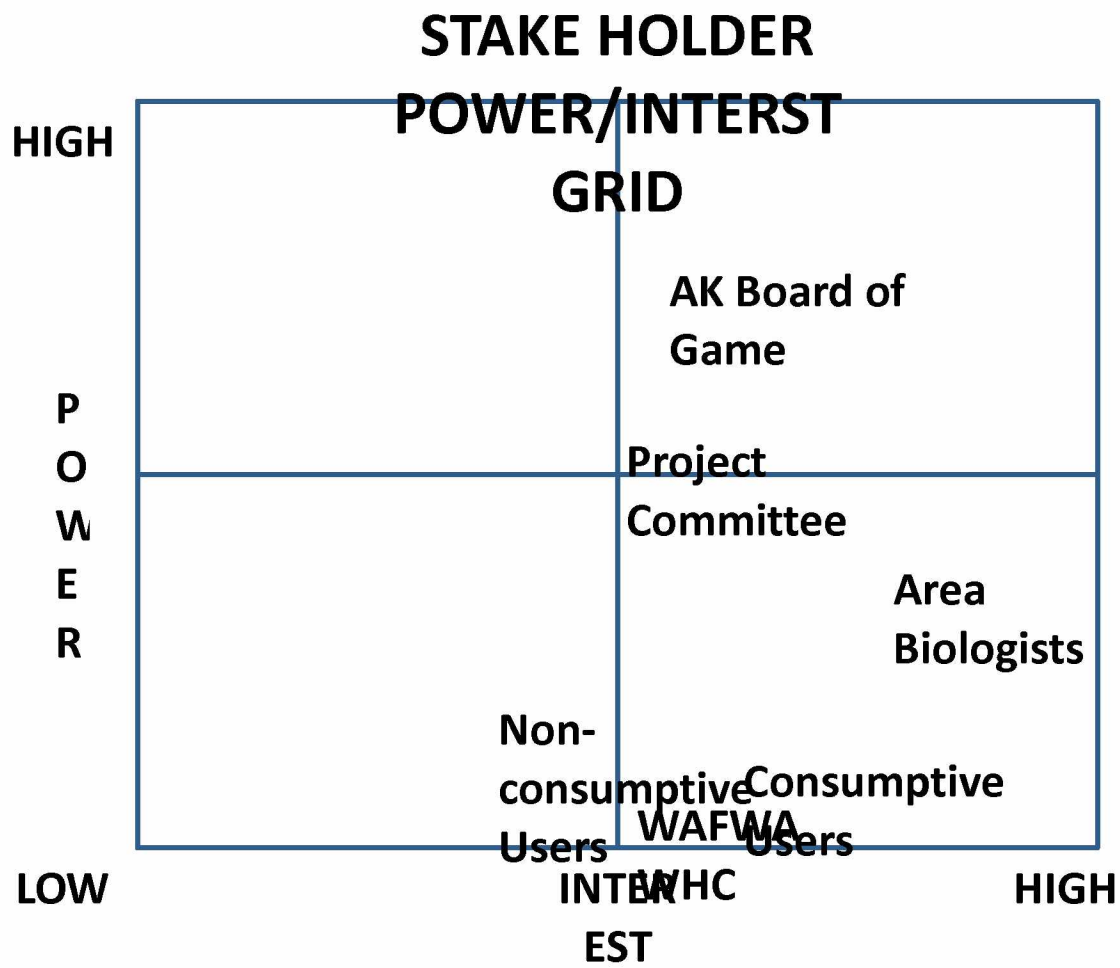 STAKE HOLDER
POWER/INTERST
GRID
HIGH
AK Board of
Game
P
O
W
E
R
Project
Committee
Area
Biologists
Non-
consumptive
Users
Consumptive
Users
WAFWA
WHC
LOW
INTER
EST
HIGH